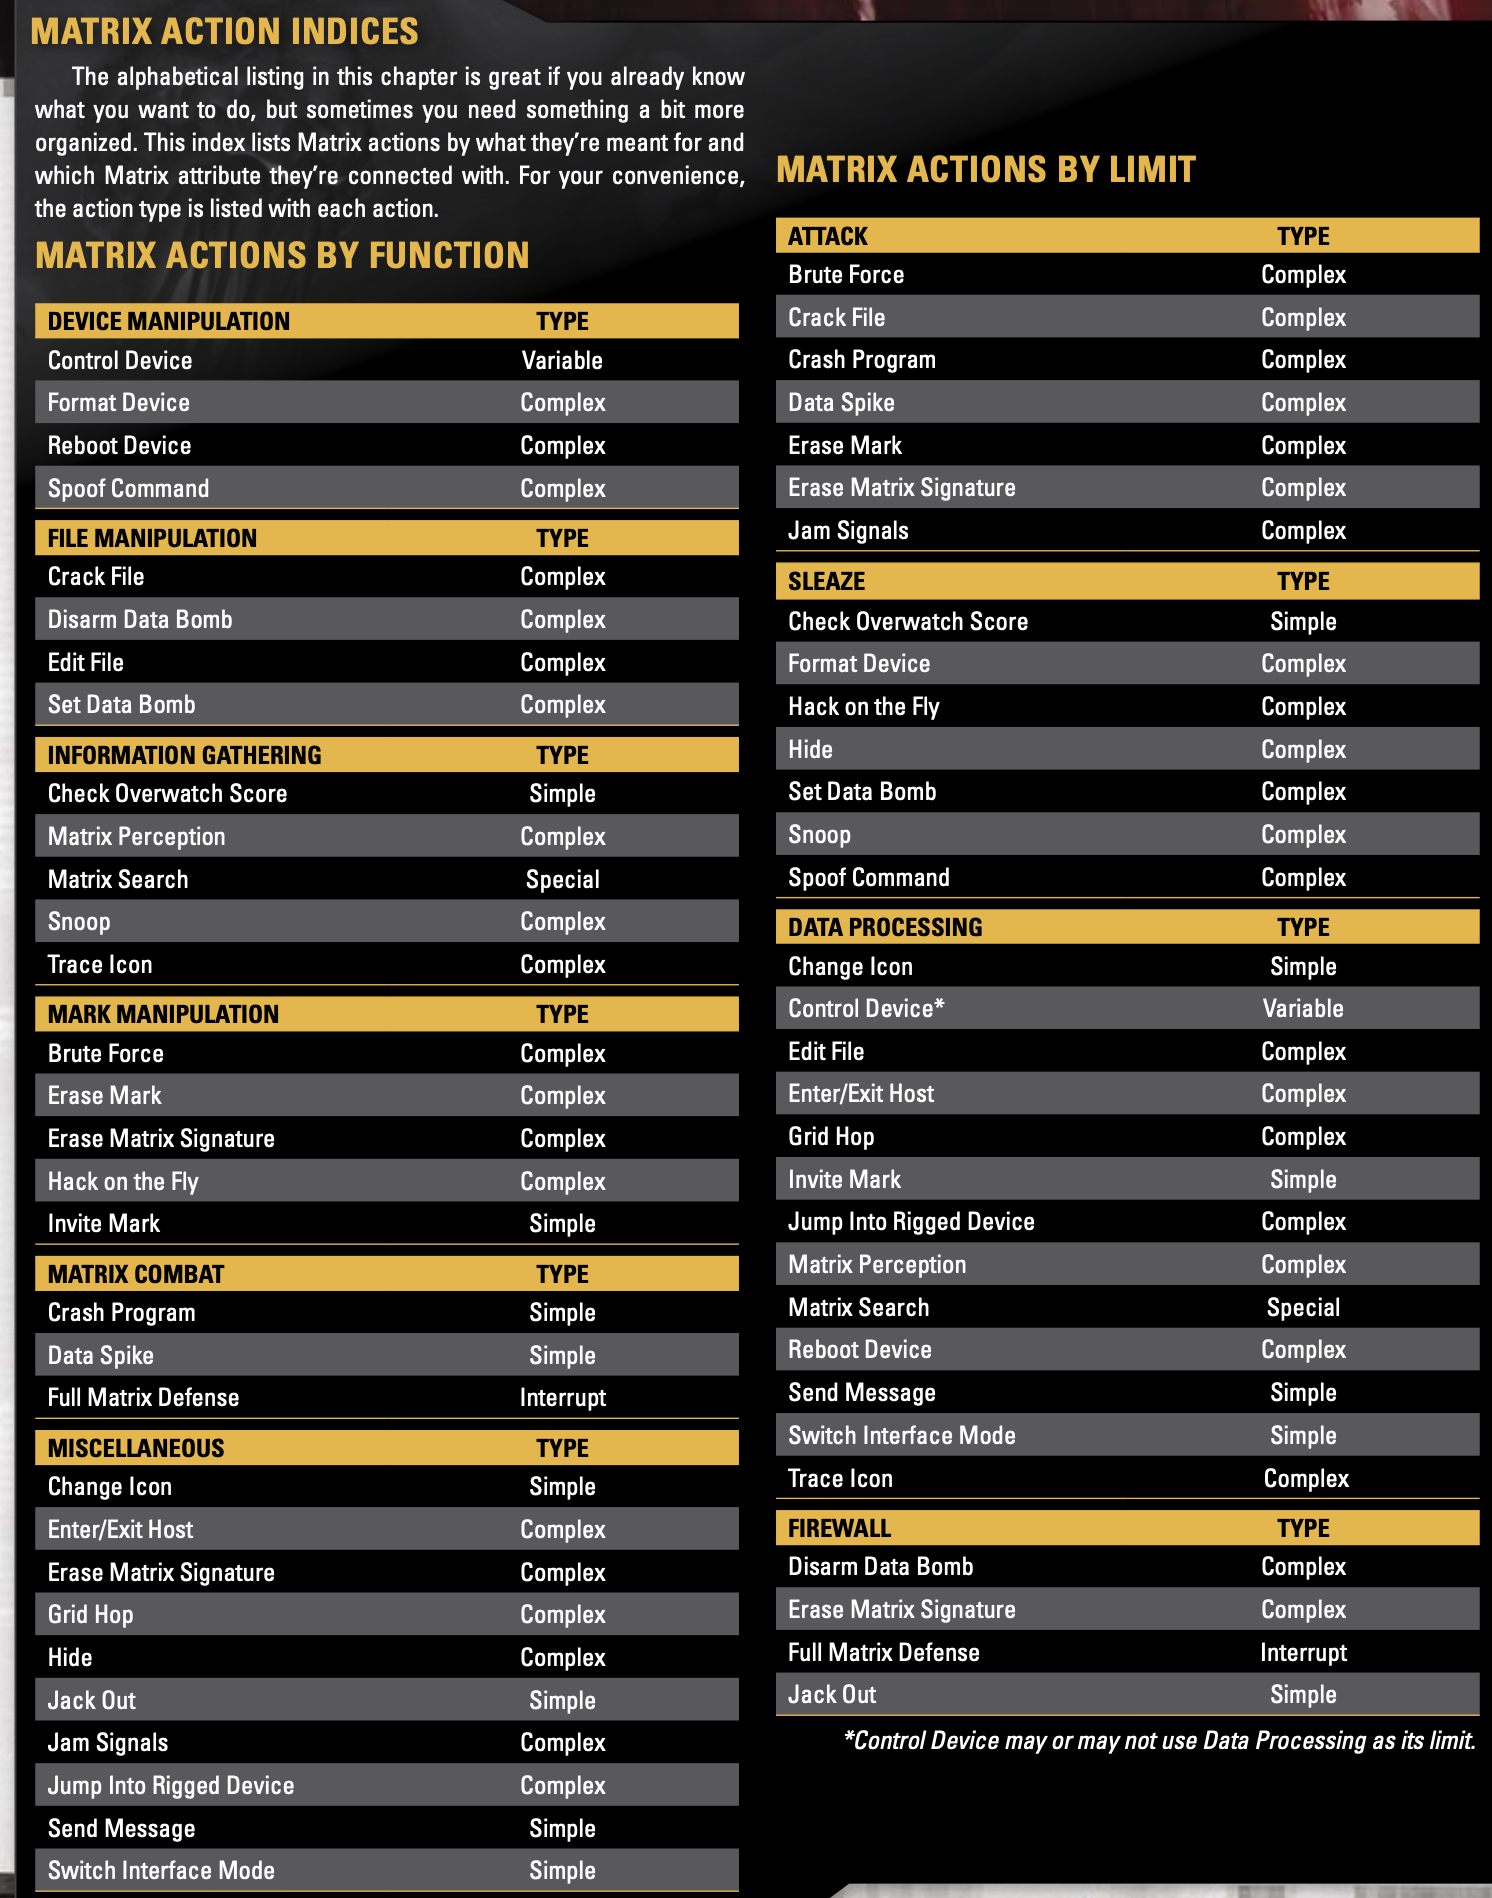 MATRIX ACTION INDICES
The alphabetical listing in this chapter is great if you already know
what you want to do, but sometimes you need something a bit more
organized. This index lists Matrix actions by what they’re meant for and
which Matrix attribute they’re connected with. For your convenience,
the action type is listed with each action.
MATRIX ACTIONS BY FUNCTION
DEVICE MANIPULATION TYPE
Control Device Variable
Format Device Complex
Reboot Device Complex
Spoof Command Complex
FILE MANIPULATION TYPE
Crack File Complex
Disarm Data Bomb Complex
Edit File Complex
Set Data Bomb Complex
INFORMATION GATHERING TYPE
Check Overwatch Score Simple
Matrix Perception Complex
Matrix Search Special
Snoop Complex
Trace Icon Complex
MARK MANIPULATION TYPE
Brute Force Complex
Erase Mark Complex
Erase Matrix Signature Complex
Hack on the Fly Complex
Invite Mark Simple
MATRIX COMBAT TYPE
Crash Program Simple
Data Spike Simple
Full Matrix Defense Interrupt
MISCELLANEOUS TYPE
Change Icon Simple
Enter/Exit Host Complex
Erase Matrix Signature Complex
Grid Hop Complex
Hide Complex
Jack Out Simple
Jam Signals Complex
Jump Into Rigged Device Complex
Send Message Simple
Switch Interface Mode Simple
MATRIX ACTIONS BY LIMIT
ATTACK TYPE
Brute Force Complex
Crack File Complex
Crash Program Complex
Data Spike Complex
Erase Mark Complex
Erase Matrix Signature Complex
Jam Signals Complex
SLEAZE TYPE
Check Overwatch Score Simple
Format Device Complex
Hack on the Fly Complex
Hide Complex
Set Data Bomb Complex
Snoop Complex
Spoof Command Complex
DATA PROCESSING TYPE
Change Icon Simple
Control Device* Variable
Edit File Complex
Enter/Exit Host Complex
Grid Hop Complex
Invite Mark Simple
Jump Into Rigged Device Complex
Matrix Perception Complex
Matrix Search Special
Reboot Device Complex
Send Message Simple
Switch Interface Mode Simple
Trace Icon Complex
FIREWALL TYPE
Disarm Data Bomb Complex
Erase Matrix Signature Complex
Full Matrix Defense Interrupt
Jack Out Simple
*Control Device may or may not use Data Processing as its limit.